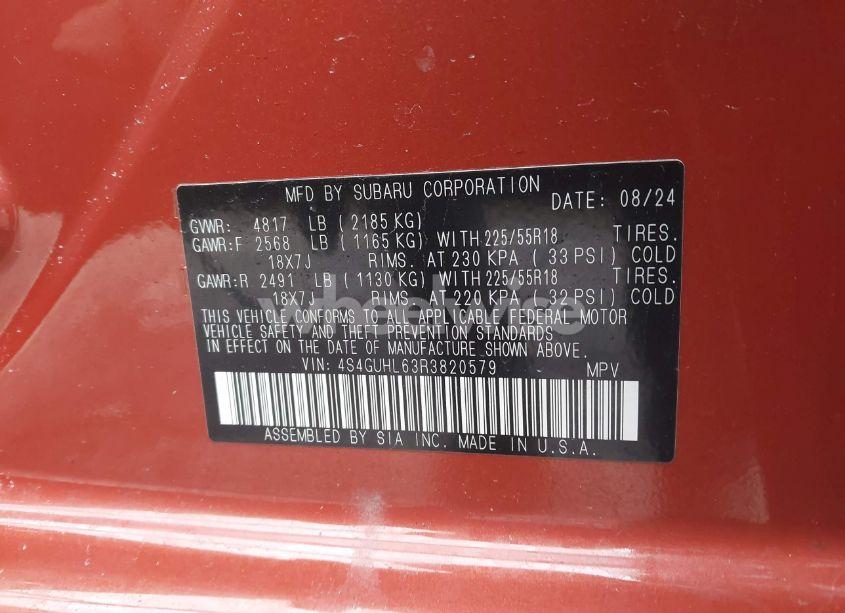 MFD BY SUBARU CORPORATION DATE: 08/24
GVWR: 4817 LB (2185 KG)
GAWR:F 2568 LB (1165 KG) WITH 225/55R18 TIRES.
18X7J RIMS. AT 230 KPA ( 33 PSI) COLD
GAWR:R 2491 LB (1130 KG) WITH 225/55R18 TIRES.
18X7J RIMS. AT 220 KPA ( 32 PSI) COLD
THIS VEHICLE CONFORMS TO ALL APPLICABLE FEDERAL MOTOR
VEHICLE SAFETY AND THEFT PREVENTION STANDARDS
IN EFFECT ON THE DATE OF MANUFACTURE SHOWN ABOVE.
VIN: 4S4GUHL63R3820579 MPV
ASSEMBLED BY SIA INC. MADE IN U.S.A.
wheelwise